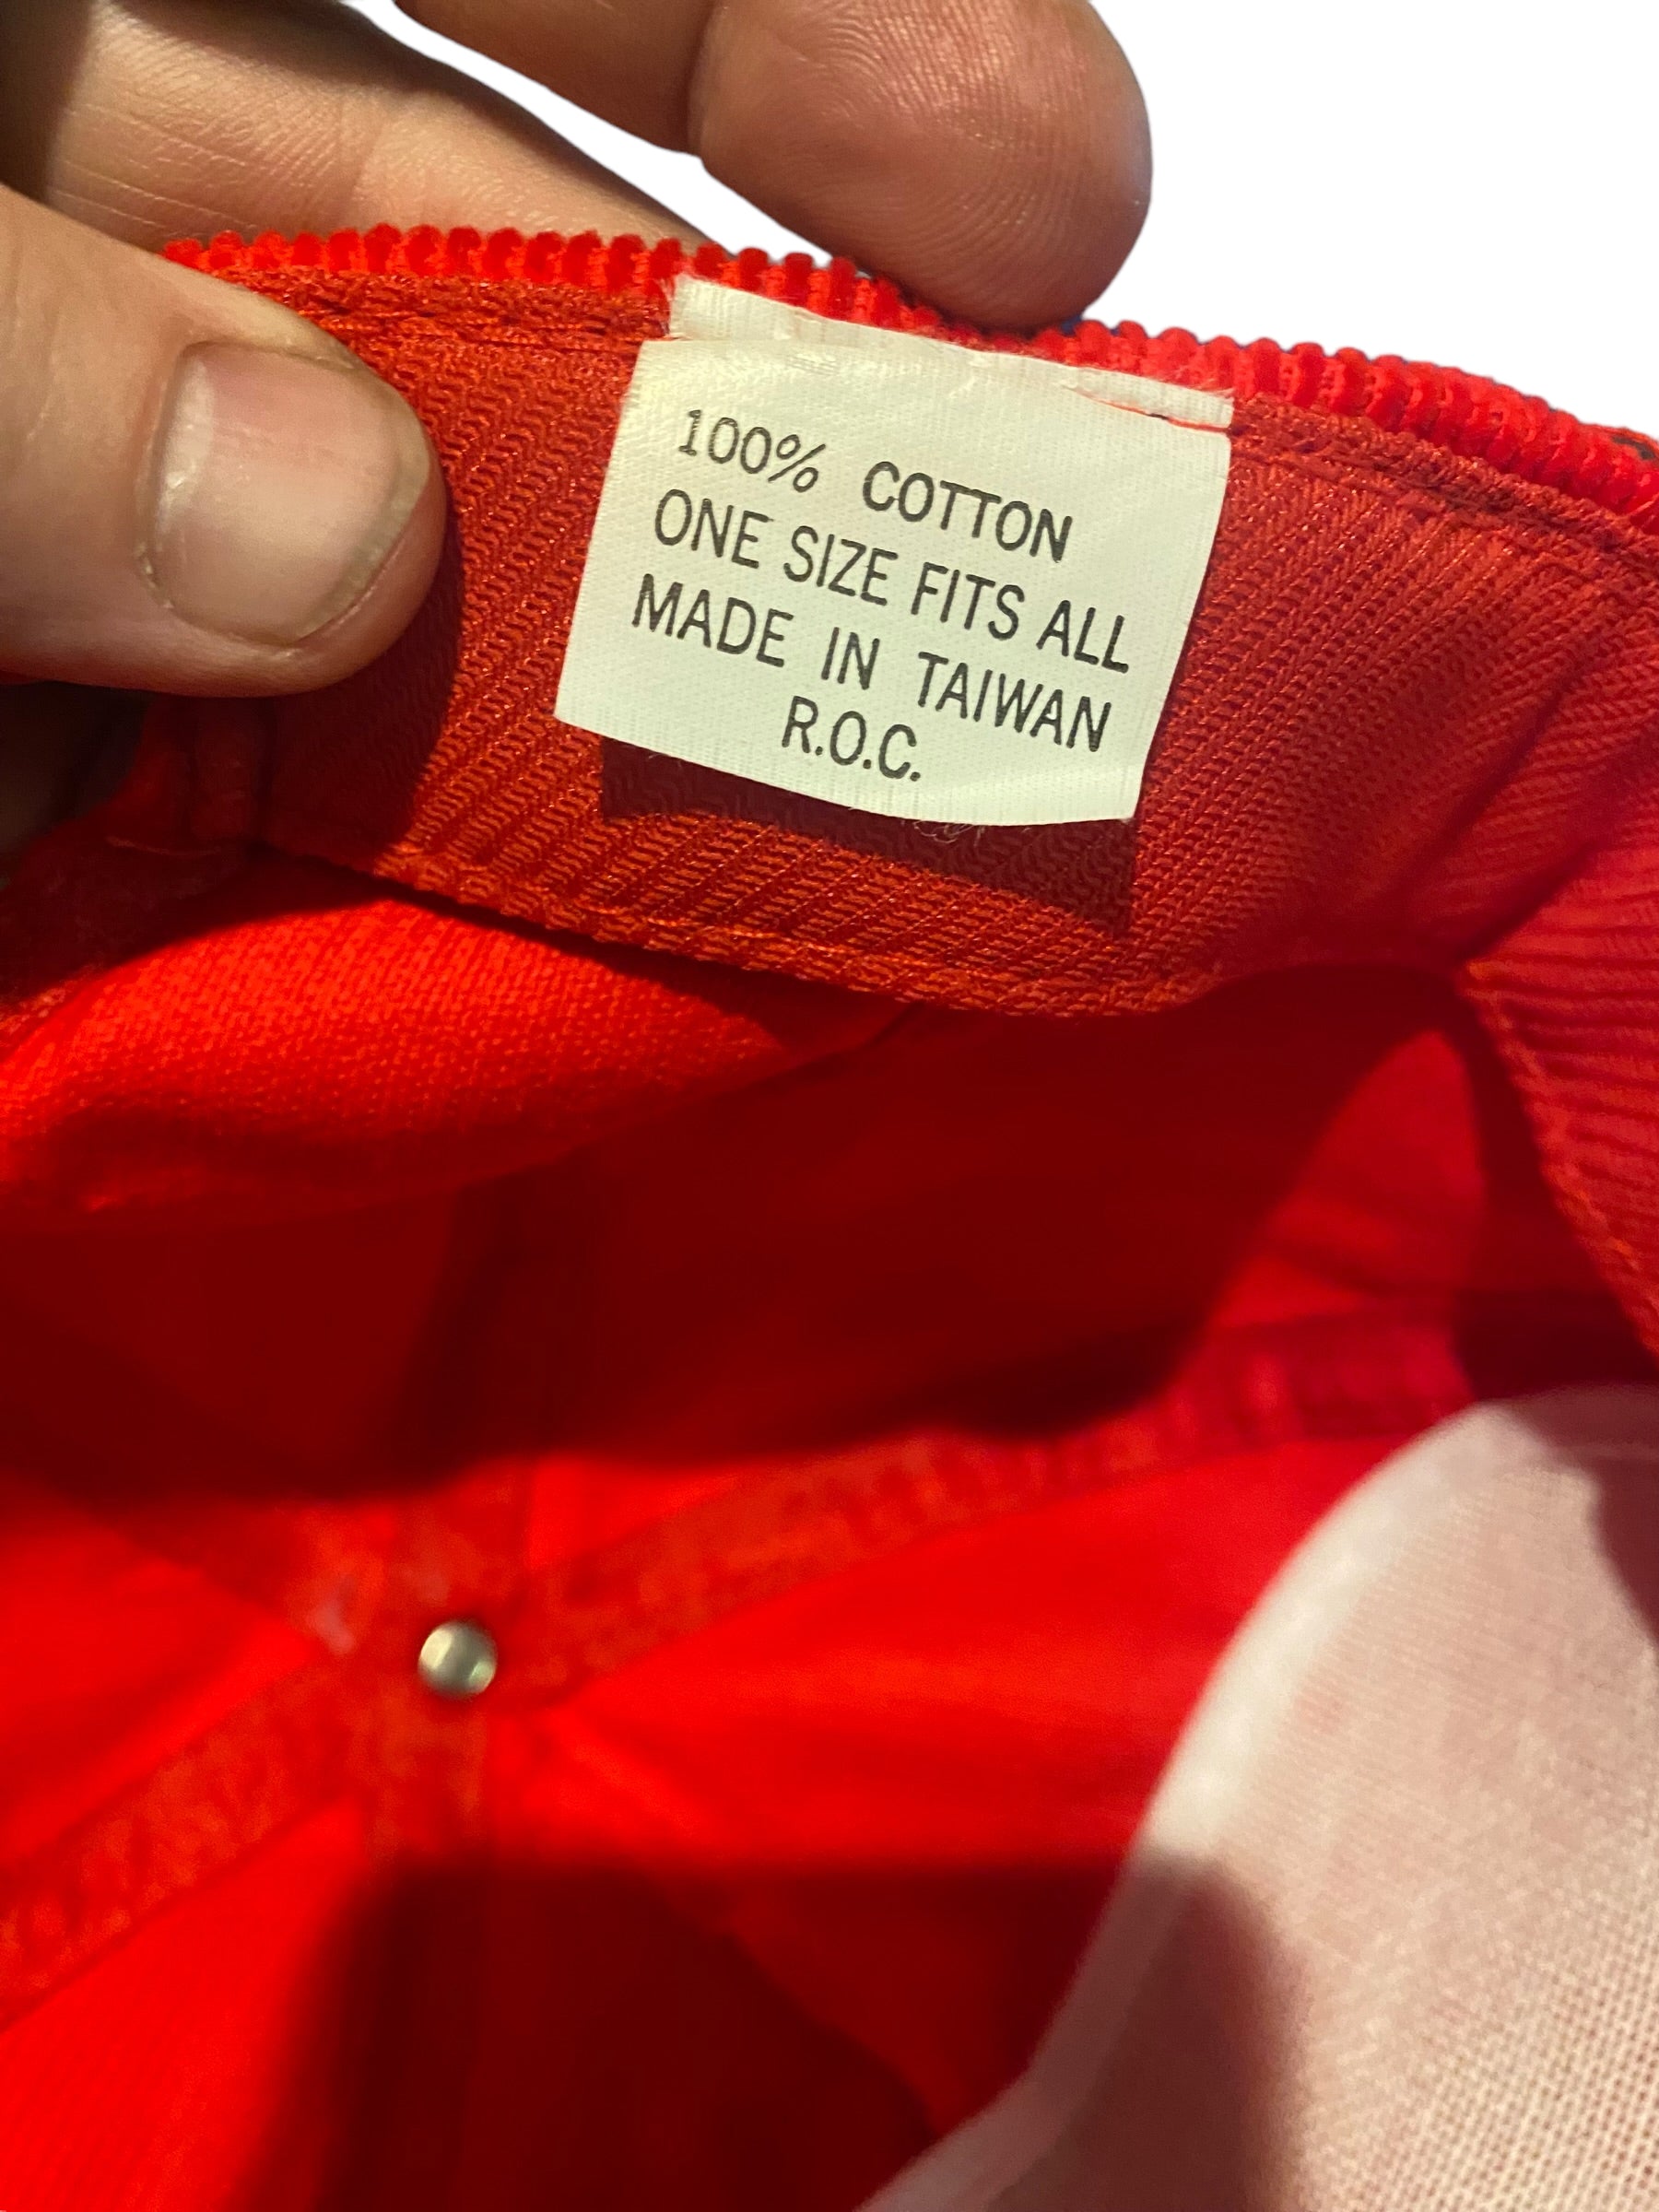 100% COTTON
ONE SIZE FITS ALL
MADE IN TAIWAN
R.O.C.